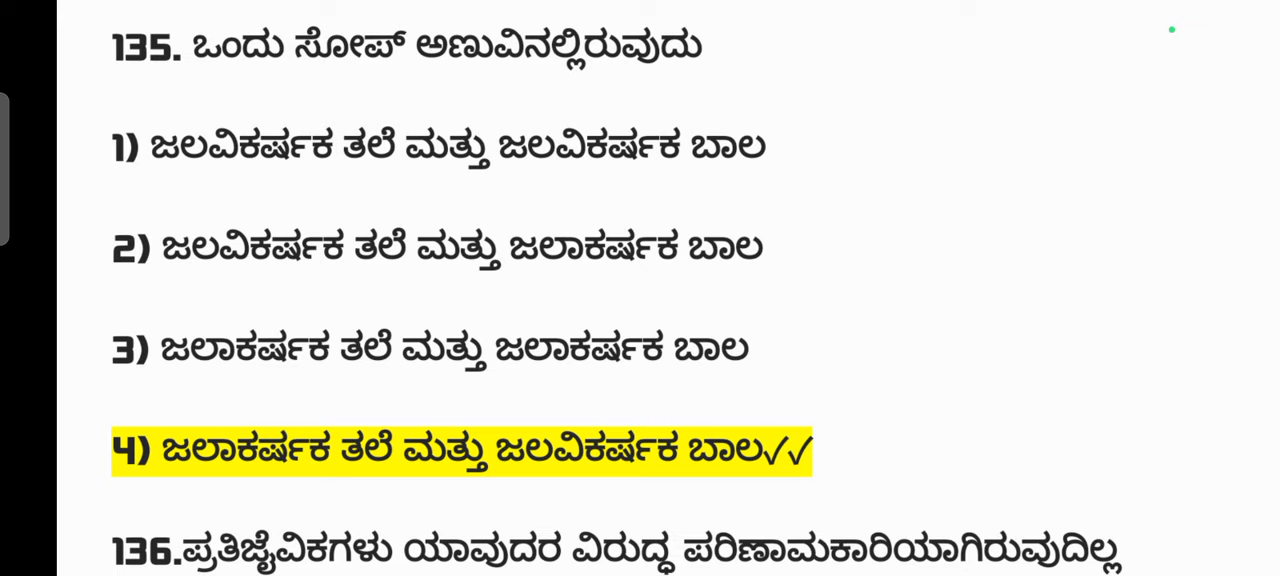 135. ಒಂದು ಸೋಪ್ ಅಣುವಿನಲ್ಲಿರುವುದು
1) ಜಲವಿಕರ್ಷಕ ತಲೆ ಮತ್ತು ಜಲವಿಕರ್ಷಕ ಬಾಲ
2) ಜಲವಿಕರ್ಷಕ ತಲೆ ಮತ್ತು ಜಲಾಕರ್ಷಕ ಬಾಲ
3) ಜಲಾಕರ್ಷಕ ತಲೆ ಮತ್ತು ಜಲಾಕರ್ಷಕ ಬಾಲ
4) ಜಲಾಕರ್ಷಕ ತಲೆ ಮತ್ತು ಜಲವಿಕರ್ಷಕ ಬಾಲ✓✓
136.ಪ್ರತಿಜೈವಿಕಗಳು ಯಾವುದರ ವಿರುದ್ಧ ಪರಿಣಾಮಕಾರಿಯಾಗಿರುವುದಿಲ್ಲ